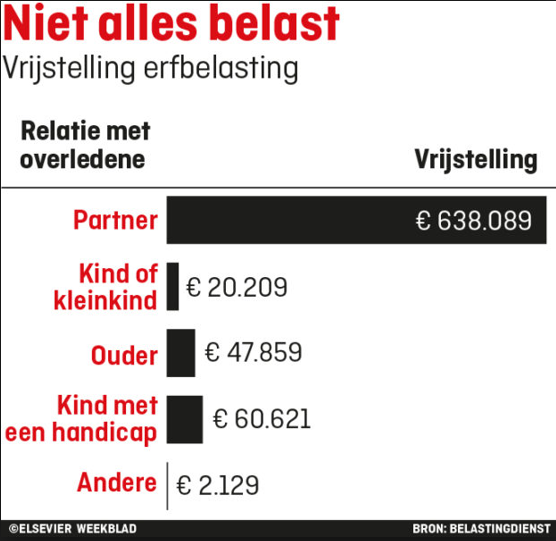 Niet alles belast
Vrijstelling erfbelasting
Relatie met
overledene
Vrijstelling
Partner
€ 638.089
Kind of
kleinkind
€ 20.209
Ouder
€ 47.859
Kind met
een handicap
€ 60.621
Andere
€ 2.129
©ELSEVIER WEEKBLAD
BRON: BELASTINGDIENST